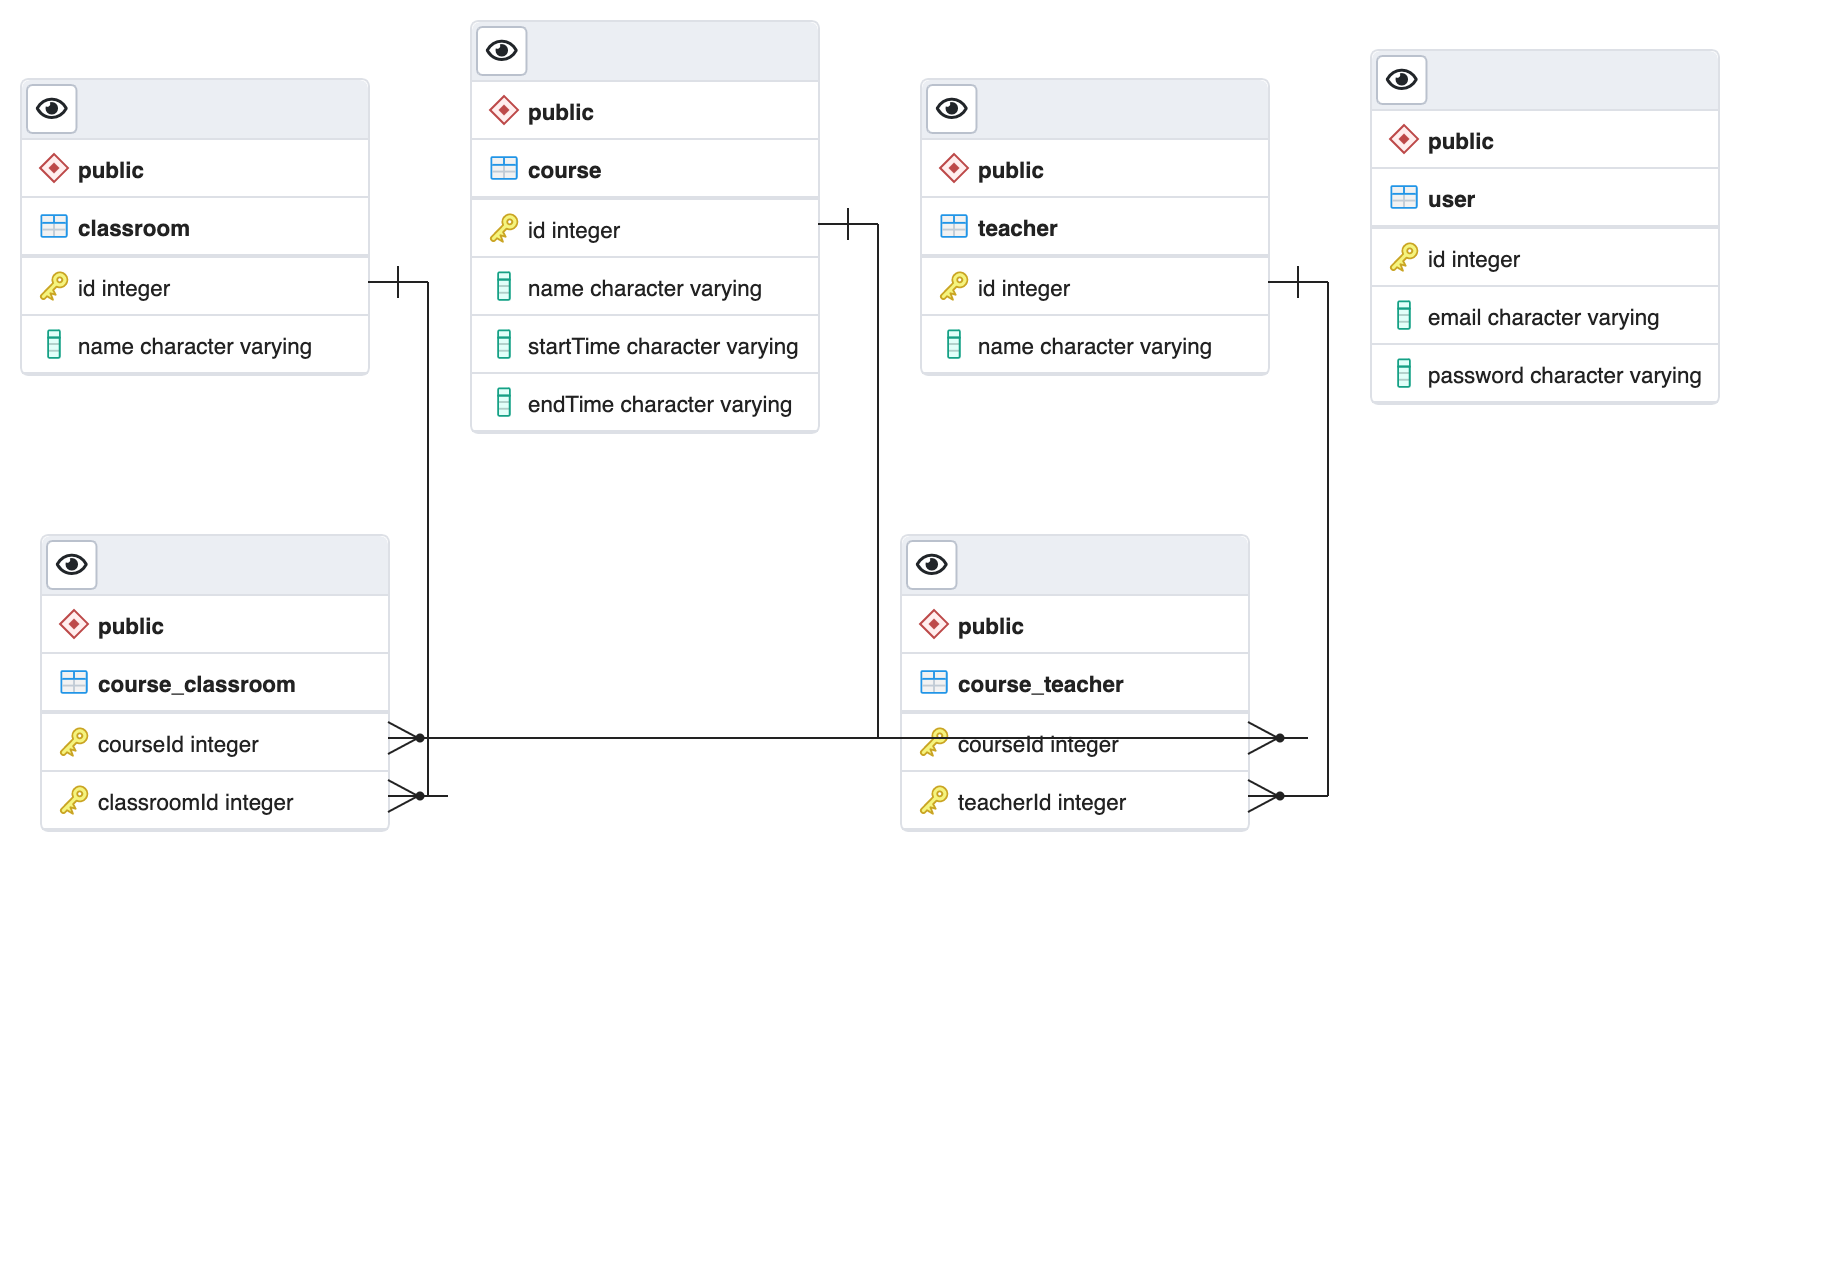 public
classroom
id integer
name character varying
public
course
id integer
name character varying
startTime character varying
endTime character varying
public
teacher
id integer
name character varying
public
user
id integer
email character varying
password character varying
public
course_classroom
courseId integer
classroomId integer
public
course_teacher
courseId integer
teacherId integer